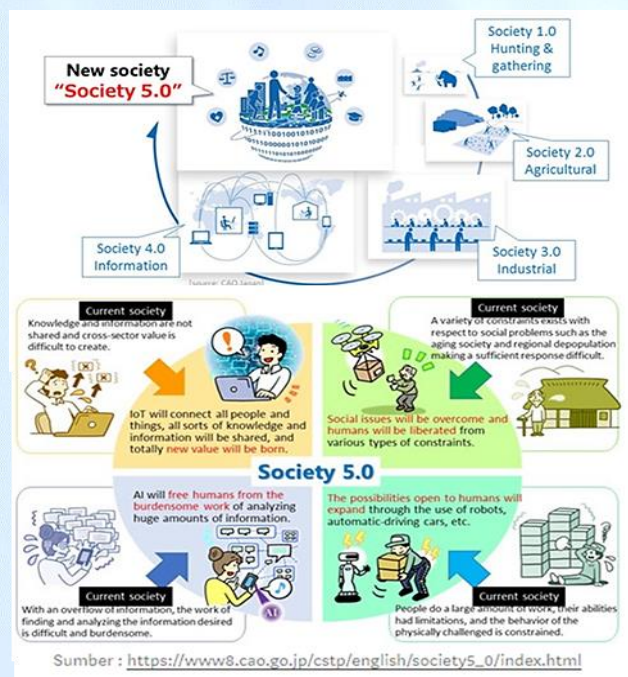 New society
“Society 5.0”
Society 1.0
Hunting &
gathering
Society 2.0
Agricultural
Society 3.0
Industrial
Society 4.0
Information
[source: CAO Japan]
Current society
Knowledge and information are not
shared and cross-sector value is
difficult to create.
IoT will connect all people and
things, all sorts of knowledge and
information will be shared, and
totally new value will be born.
Current society
A variety of constraints exists with
respect to social problems such as the
aging society and regional depopulation
making a sufficient response difficult.
Social issues will be overcome and
humans will be liberated from
various types of constraints.
Society 5.0
AI will free humans from the
burdensome work of analyzing
huge amounts of information.
AI
Current society
With an overflow of information, the work of
finding and analyzing the information desired
is difficult and burdensome.
The possibilities open to humans will
expand through the use of robots,
automatic-driving cars, etc.
Current society
People do a large amount of work, their abilities
had limitations, and the behavior of the
physically challenged is constrained.
Sumber : https://www8.cao.go.jp/cstp/english/society5_0/index.html